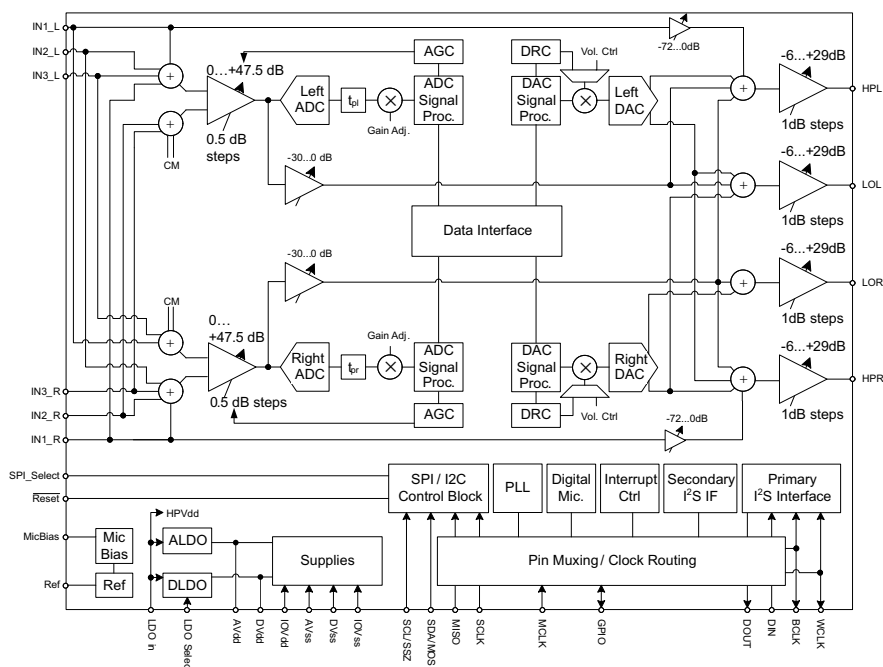 IN1_L
IN2_L
IN3_L
0…+47.5 dB
AGC
DRC
Vol. Ctrl
-72...0dB
-6...+29dB
HPL
Left ADC
t_pl
Gain Adj.
ADC Signal Proc.
DAC Signal Proc.
Left DAC
0.5 dB steps
1dB steps
CM
-30...0 dB
-6...+29dB
LOL
1dB steps
Data Interface
-30...0 dB
-6...+29dB
LOR
1dB steps
CM
0…
+47.5 dB
Gain Adj.
Right ADC
t_pr
ADC Signal Proc.
DAC Signal Proc.
Right DAC
-6...+29dB
HPR
1dB steps
IN3_R
IN2_R
IN1_R
0.5 dB steps
AGC
DRC
Vol. Ctrl
-72...0dB
SPI_Select
Reset
SPI / I2C Control Block
PLL
Digital Mic.
Interrupt Ctrl
Secondary I²S IF
Primary I²S Interface
HPVdd
MicBias
Mic Bias
ALDO
Supplies
Pin Muxing / Clock Routing
Ref
Ref
DLDO
LDO in
LDO Select
AVdd
DVdd
IOVdd
AVss
DVss
IOVss
SCL/SSZ
SDA/MOS
MISO
SCLK
MCLK
GPIO
DOUT
DIN
BCLK
WCLK